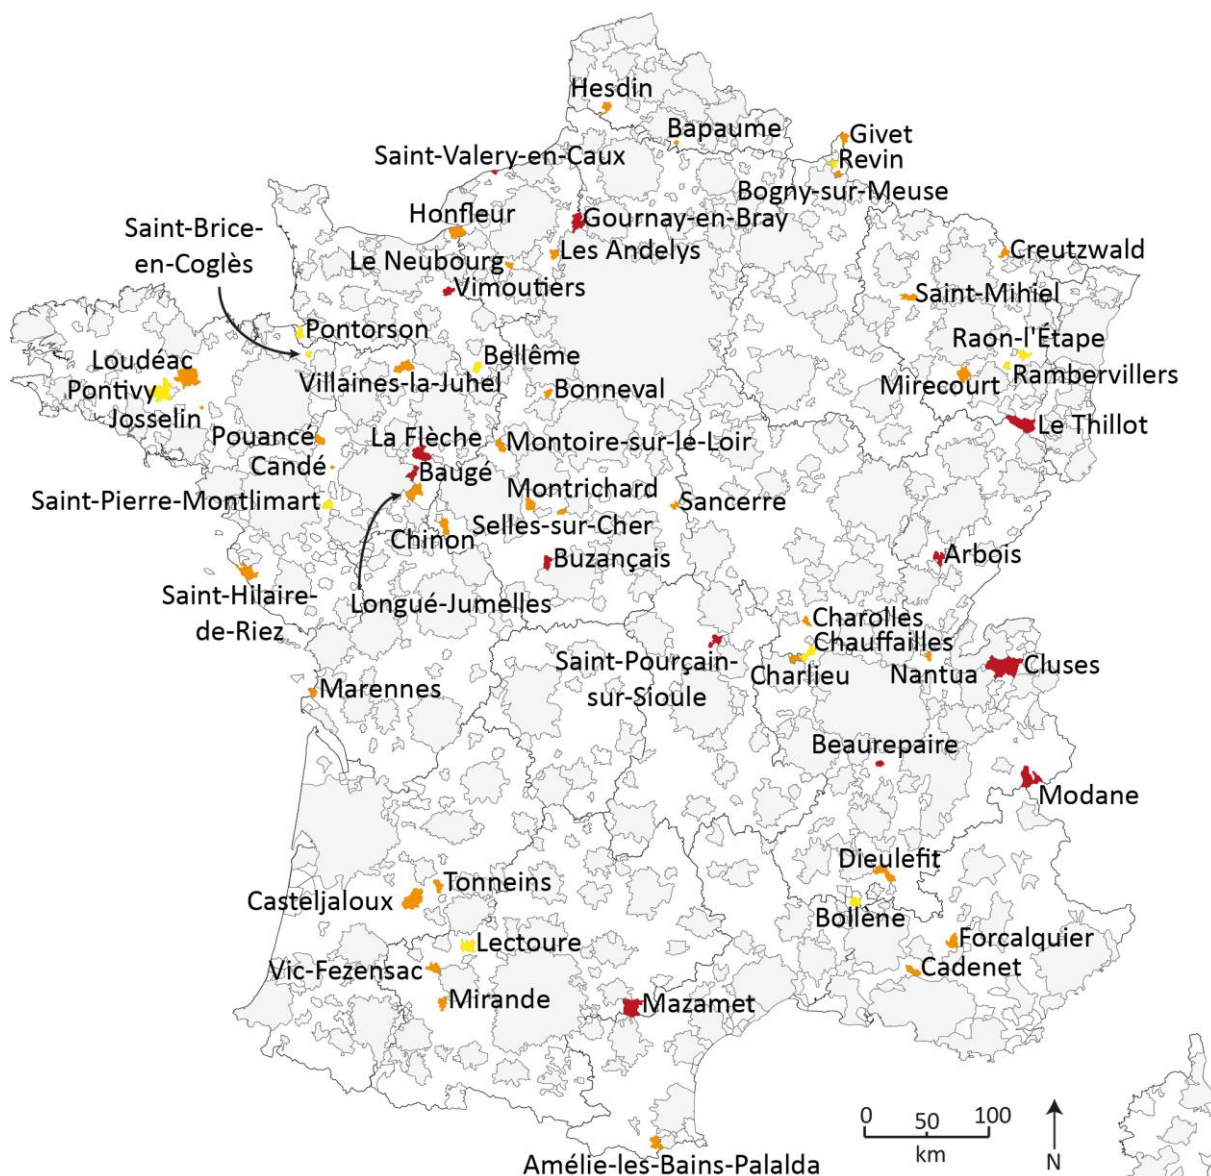 Hesdin
Bapaume
Givet
Revin
Bogny-sur-Meuse
Saint-Valery-en-Caux
Honfleur
Gournay-en-Bray
Saint-Brice-
en-Coglès
Le Neubourg
Les Andelys
Creutzwald
Vimoutiers
Saint-Mihiel
Pontorson
Raon-l'Étape
Loudéac
Bellême
Pontivy
Villaines-la-Juhel
Bonneval
Mirecourt
Rambervillers
Josselin
Le Thillot
Pouancé
La Flèche
Montoire-sur-le-Loir
Candé
Baugé
Saint-Pierre-Montlimart
Montrichard
Sancerre
Chinon
Selles-sur-Cher
Buzançais
Arbois
Saint-Hilaire-
de-Riez
Longué-Jumelles
Charolles
Chauffailles
Saint-Pourçain-
sur-Sioule
Charlieu
Nantua
Cluses
Marennes
Beaurepaire
Modane
Dieulefit
Tonneins
Casteljaloux
Bollène
Lectoure
Forcalquier
Vic-Fezensac
Cadenet
Mirande
Mazamet
0 50 100
km
N
Amélie-les-Bains-Palalda